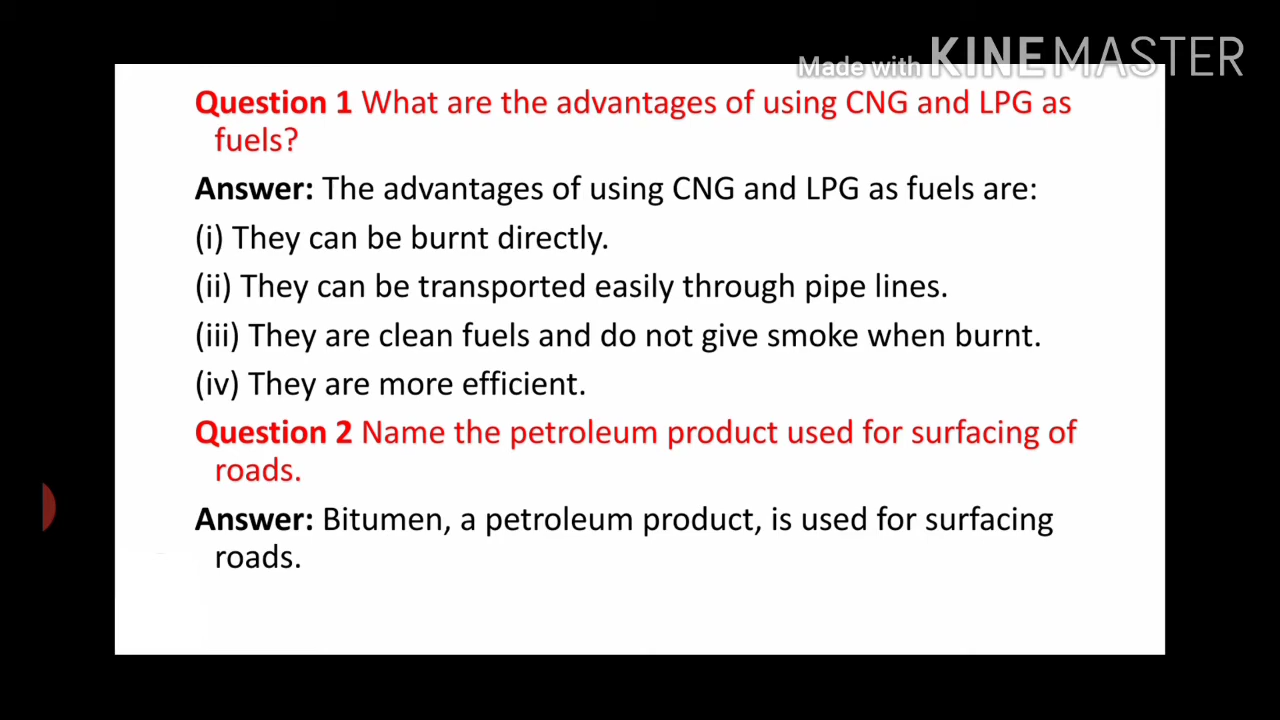 Made with KINEMASTER
Question 1 What are the advantages of using CNG and LPG as
fuels?
Answer: The advantages of using CNG and LPG as fuels are:
(i) They can be burnt directly.
(ii) They can be transported easily through pipe lines.
(iii) They are clean fuels and do not give smoke when burnt.
(iv) They are more efficient.
Question 2 Name the petroleum product used for surfacing of
roads.
Answer: Bitumen, a petroleum product, is used for surfacing
roads.